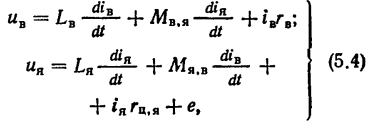 u_в = L_в di_в/dt + M_в,я di_я/dt + i_в r_в;
u_я = L_я di_я/dt + M_я,в di_в/dt +
+ i_я r_ц,я + e,
(5.4)